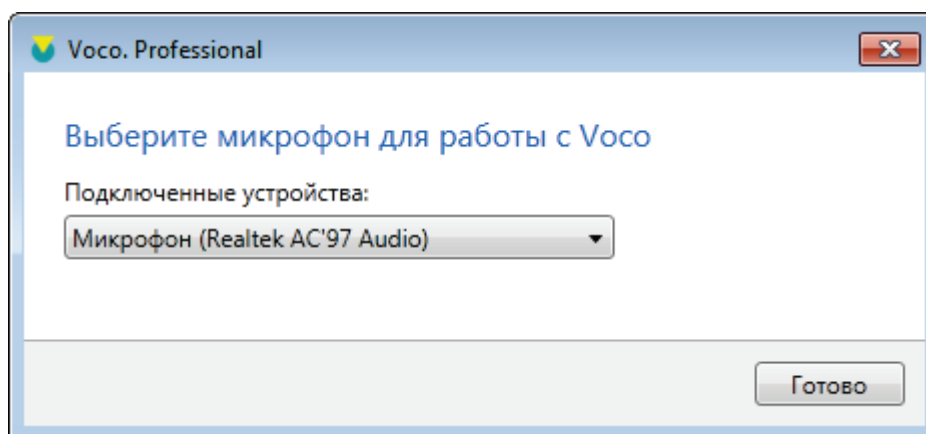 Voco. Professional
Выберите микрофон для работы с Voco
Подключенные устройства:
Микрофон (Realtek AC'97 Audio)
Готово